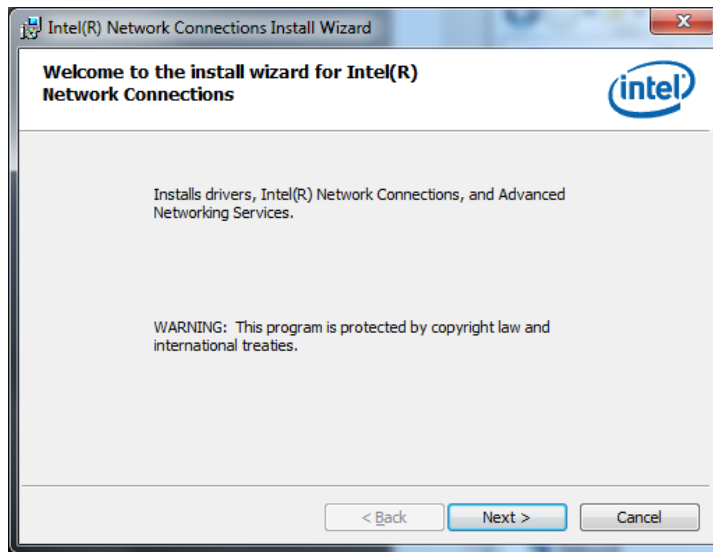 Intel(R) Network Connections Install Wizard
Welcome to the install wizard for Intel(R)
Network Connections
intel
Installs drivers, Intel(R) Network Connections, and Advanced
Networking Services.
WARNING: This program is protected by copyright law and
international treaties.
< Back Next > Cancel